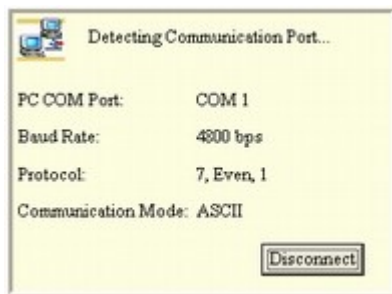 Detecting Communication Port...
PC COM Port: COM 1
Baud Rate: 4800 bps
Protocol: 7, Even, 1
Communication Mode: ASCII
Disconnect